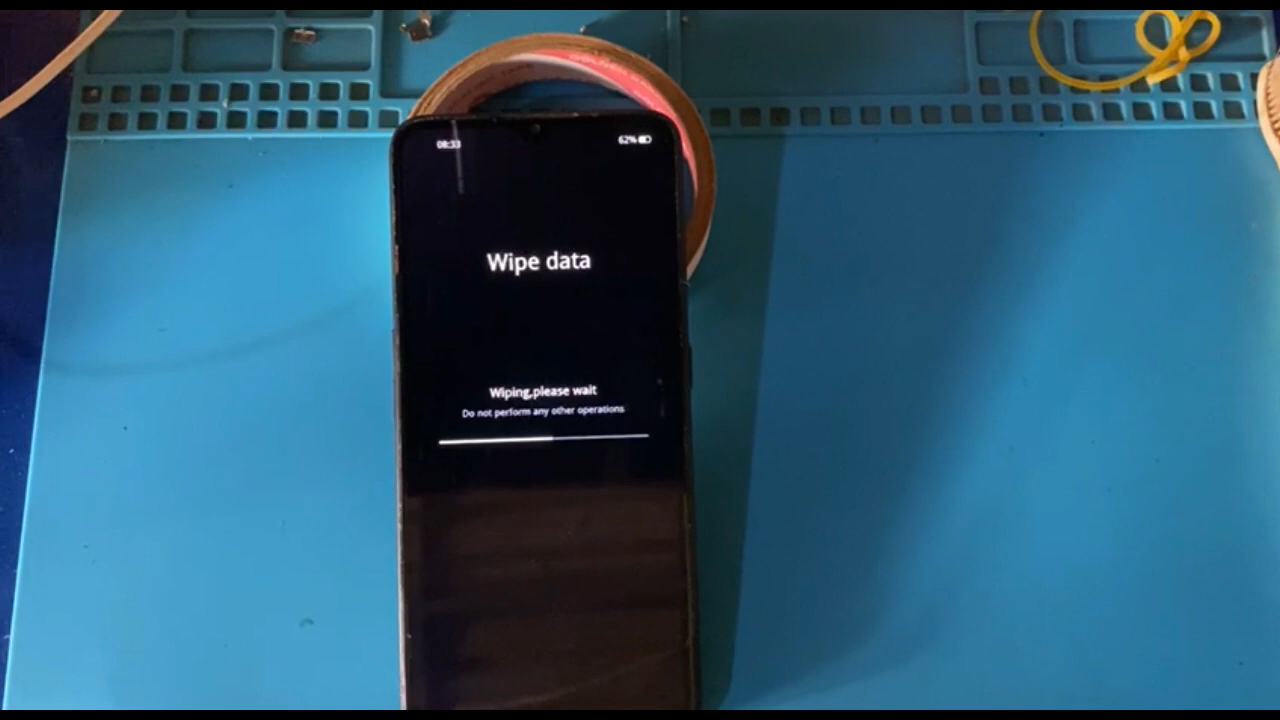 08:33 62%
Wipe data
Wiping,please wait
Do not perform any other operations